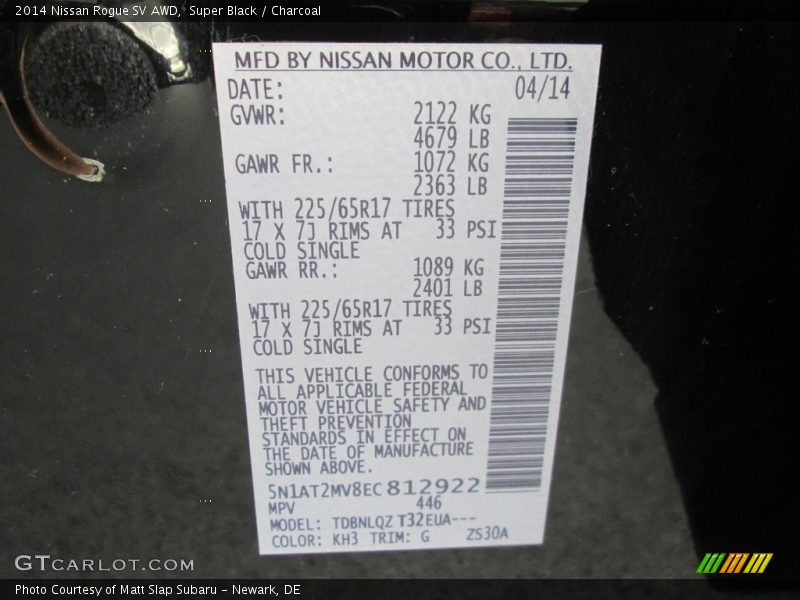 2014 Nissan Rogue SV AWD, Super Black / Charcoal
MFD BY NISSAN MOTOR CO., LTD.
DATE: 04/14
GVWR: 2122 KG
4679 LB
GAWR FR.: 1072 KG
2363 LB
WITH 225/65R17 TIRES
17 X 7J RIMS AT 33 PSI
COLD SINGLE
GAWR RR.: 1089 KG
2401 LB
WITH 225/65R17 TIRES
17 X 7J RIMS AT 33 PSI
COLD SINGLE
THIS VEHICLE CONFORMS TO
ALL APPLICABLE FEDERAL
MOTOR VEHICLE SAFETY AND
THEFT PREVENTION
STANDARDS IN EFFECT ON
THE DATE OF MANUFACTURE
SHOWN ABOVE.
5N1AT2MV8EC812922
MPV 446
MODEL: TDBNLQZ T32EUA---
COLOR: KH3 TRIM: G ZS30A
GTCARLOT.COM
Photo Courtesy of Matt Slap Subaru - Newark, DE